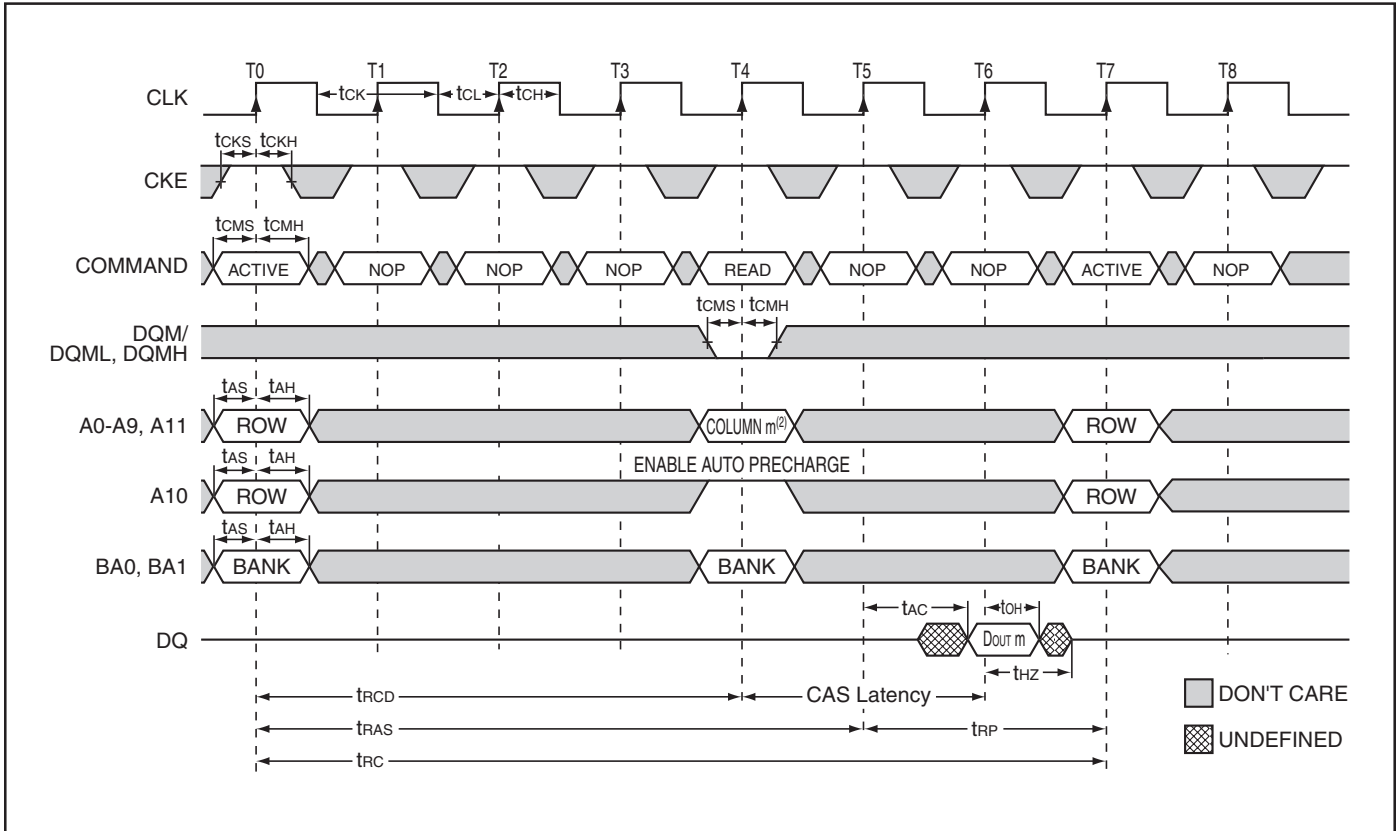 T0 T1 T2 T3 T4 T5 T6 T7 T8
CLK tCK tCL tCH
tCKS tCKH
CKE
tCMS tCMH
COMMAND ACTIVE NOP NOP NOP READ NOP NOP ACTIVE NOP
tCMS tCMH
DQM/
DQML, DQMH
tAS tAH
A0-A9, A11 ROW COLUMN m(2) ROW
tAS tAH ENABLE AUTO PRECHARGE
A10 ROW ROW
tAS tAH
BA0, BA1 BANK BANK BANK
tAC tOH
DQ DOUT m
tHZ
tRCD CAS Latency
DON'T CARE
tRAS tRP
UNDEFINED
tRC